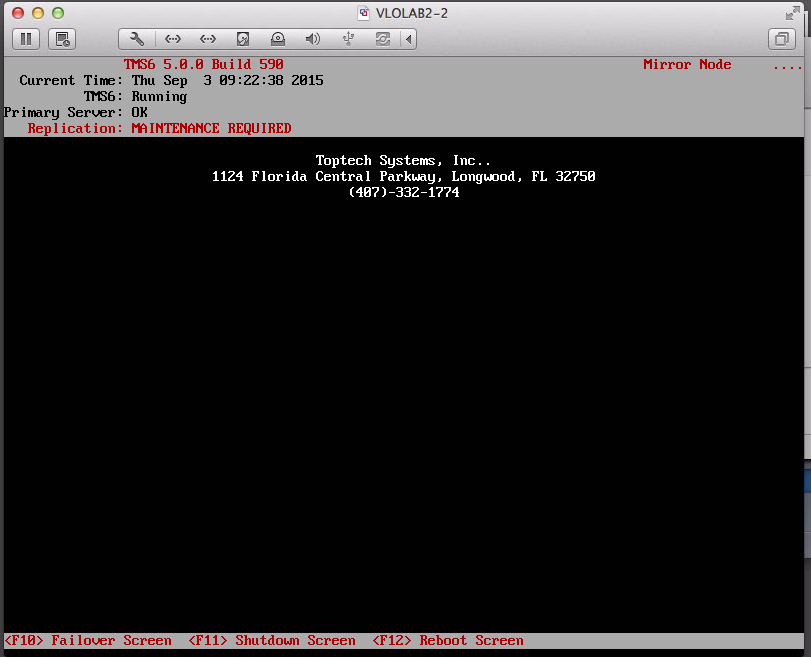 VLOLAB2-2
TMS6 5.0.0 Build 590 Mirror Node ....
Current Time: Thu Sep  3 09:22:38 2015
TMS6: Running
Primary Server: OK
Replication: MAINTENANCE REQUIRED
Toptech Systems, Inc..
1124 Florida Central Parkway, Longwood, FL 32750
(407)-332-1774
<F10> Failover Screen  <F11> Shutdown Screen  <F12> Reboot Screen